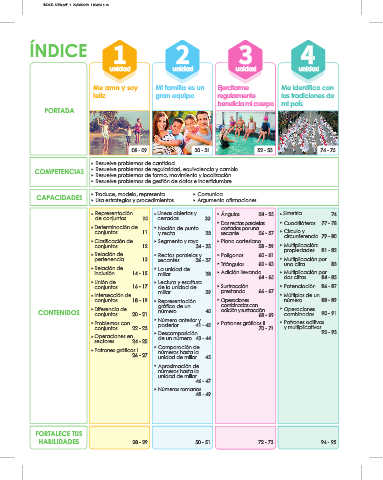 ÍNDICE
1
unidad
2
unidad
3
unidad
4
unidad
Me amo y soy
feliz
Mi familia es un
gran equipo
Ejercitarme
regularmente
beneficia mi cuerpo
Me identifico con
las tradiciones de
mi país
PORTADA
08 - 09
30 - 31
52 - 53
74 - 75
COMPETENCIAS
• Resuelve problemas de cantidad
• Resuelve problemas de regularidad, equivalencia y cambio
• Resuelve problemas de forma, movimiento y localización
• Resuelve problemas de gestión de datos e incertidumbre
CAPACIDADES
• Traduce, modela, representa
• Usa estrategias y procedimientos
• Comunica
• Argumenta afirmaciones
CONTENIDOS
• Representación
de conjuntos 10
• Determinación de
conjuntos 11
• Clasificación de
conjuntos 12
• Relación de
pertenencia 13
• Relación de
inclusión 14 - 15
• Unión de
conjuntos 16 - 17
• Intersección de
conjuntos 18 - 19
• Diferencia de
conjuntos 20 - 21
• Problemas con
conjuntos 22 - 23
• Operaciones en
sectores 24 - 25
• Patrones gráficos I
26 - 27
• Líneas abiertas y
cerradas 32
• Noción de punto
y recta 33
• Segmento y rayo
34 - 35
• Rectas paralelas y
secantes 36 - 37
• La unidad de
millar 38
• Lectura y escritura
de la unidad de
millar 39
• Representación
gráfica de un
número 40
• Número anterior y
posterior 41 - 42
• Descomposición
de un número 43 - 44
• Comparación de
números hasta la
unidad de millar 45
• Aproximación de
números hasta la
unidad de millar
46 - 47
• Números romanos
48 - 49
• Ángulos 54 - 55
• Dos rectas paralelas
cortadas por una
secante 56 - 57
• Plano cartesiano
58 - 59
• Polígonos 60 - 61
• Triángulos 62 - 63
• Adición llevando
64 - 65
• Sustracción
prestando 66 - 67
• Operaciones
combinadas con
adición y sustracción
68 - 69
• Patrones gráficos II
70 - 71
• Simetría 76
• Cuadriláteros 77 - 78
• Círculo y
circunferencia 79 - 80
• Multiplicación:
propiedades 81 - 82
• Multiplicación por
una cifra 83
• Multiplicación por
dos cifras 84 - 85
• Potenciación 86 - 87
• Múltiplos de un
número 88 - 89
• Operaciones
combinadas 90 - 91
• Patrones aditivos
y multiplicativos
92 - 93
FORTALECE TUS
HABILIDADES
28 - 29
50 - 51
72 - 73
94 - 95